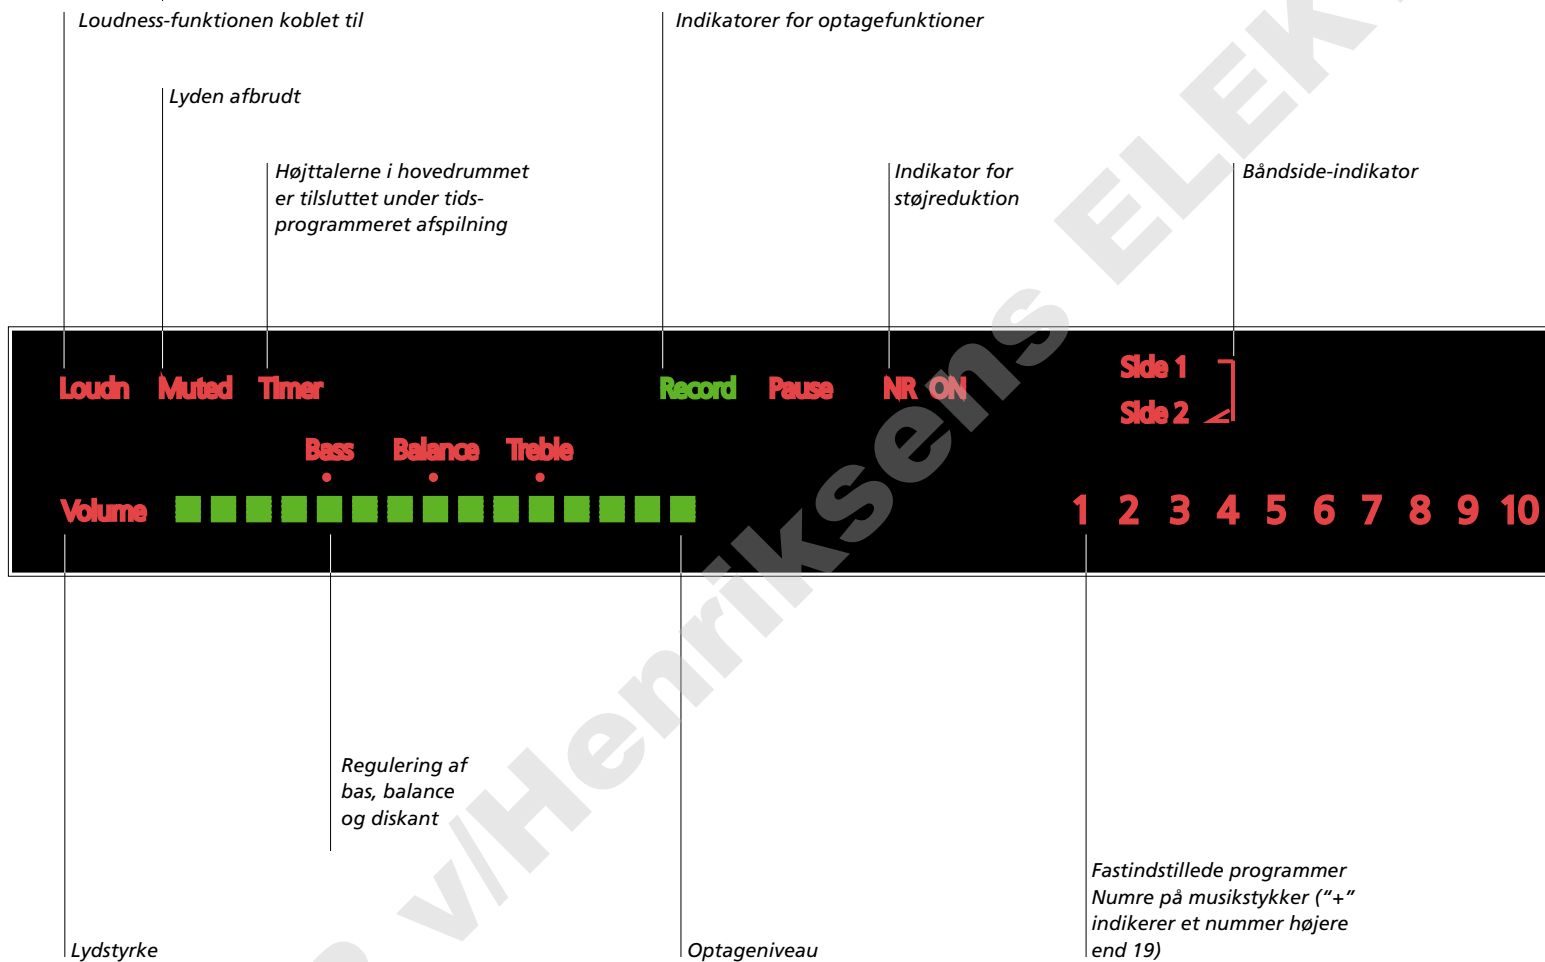 Loudness-funktionen koblet til
Indikatorer for optagefunktioner
Lyden afbrudt
Højttalerne i hovedrummet
er tilsluttet under tids-
programmeret afspilning
Indikator for
støjreduktion
Båndside-indikator
Loudn Muted Timer
Record Pause NR ON
Side 1
Side 2
Bass Balance Treble
Volume
1 2 3 4 5 6 7 8 9 10
Regulering af
bas, balance
og diskant
Lydstyrke
Optageniveau
Fastindstillede programmer
Numre på musikstykker (“+”
indikerer et nummer højere
end 19)
v/Henriksens